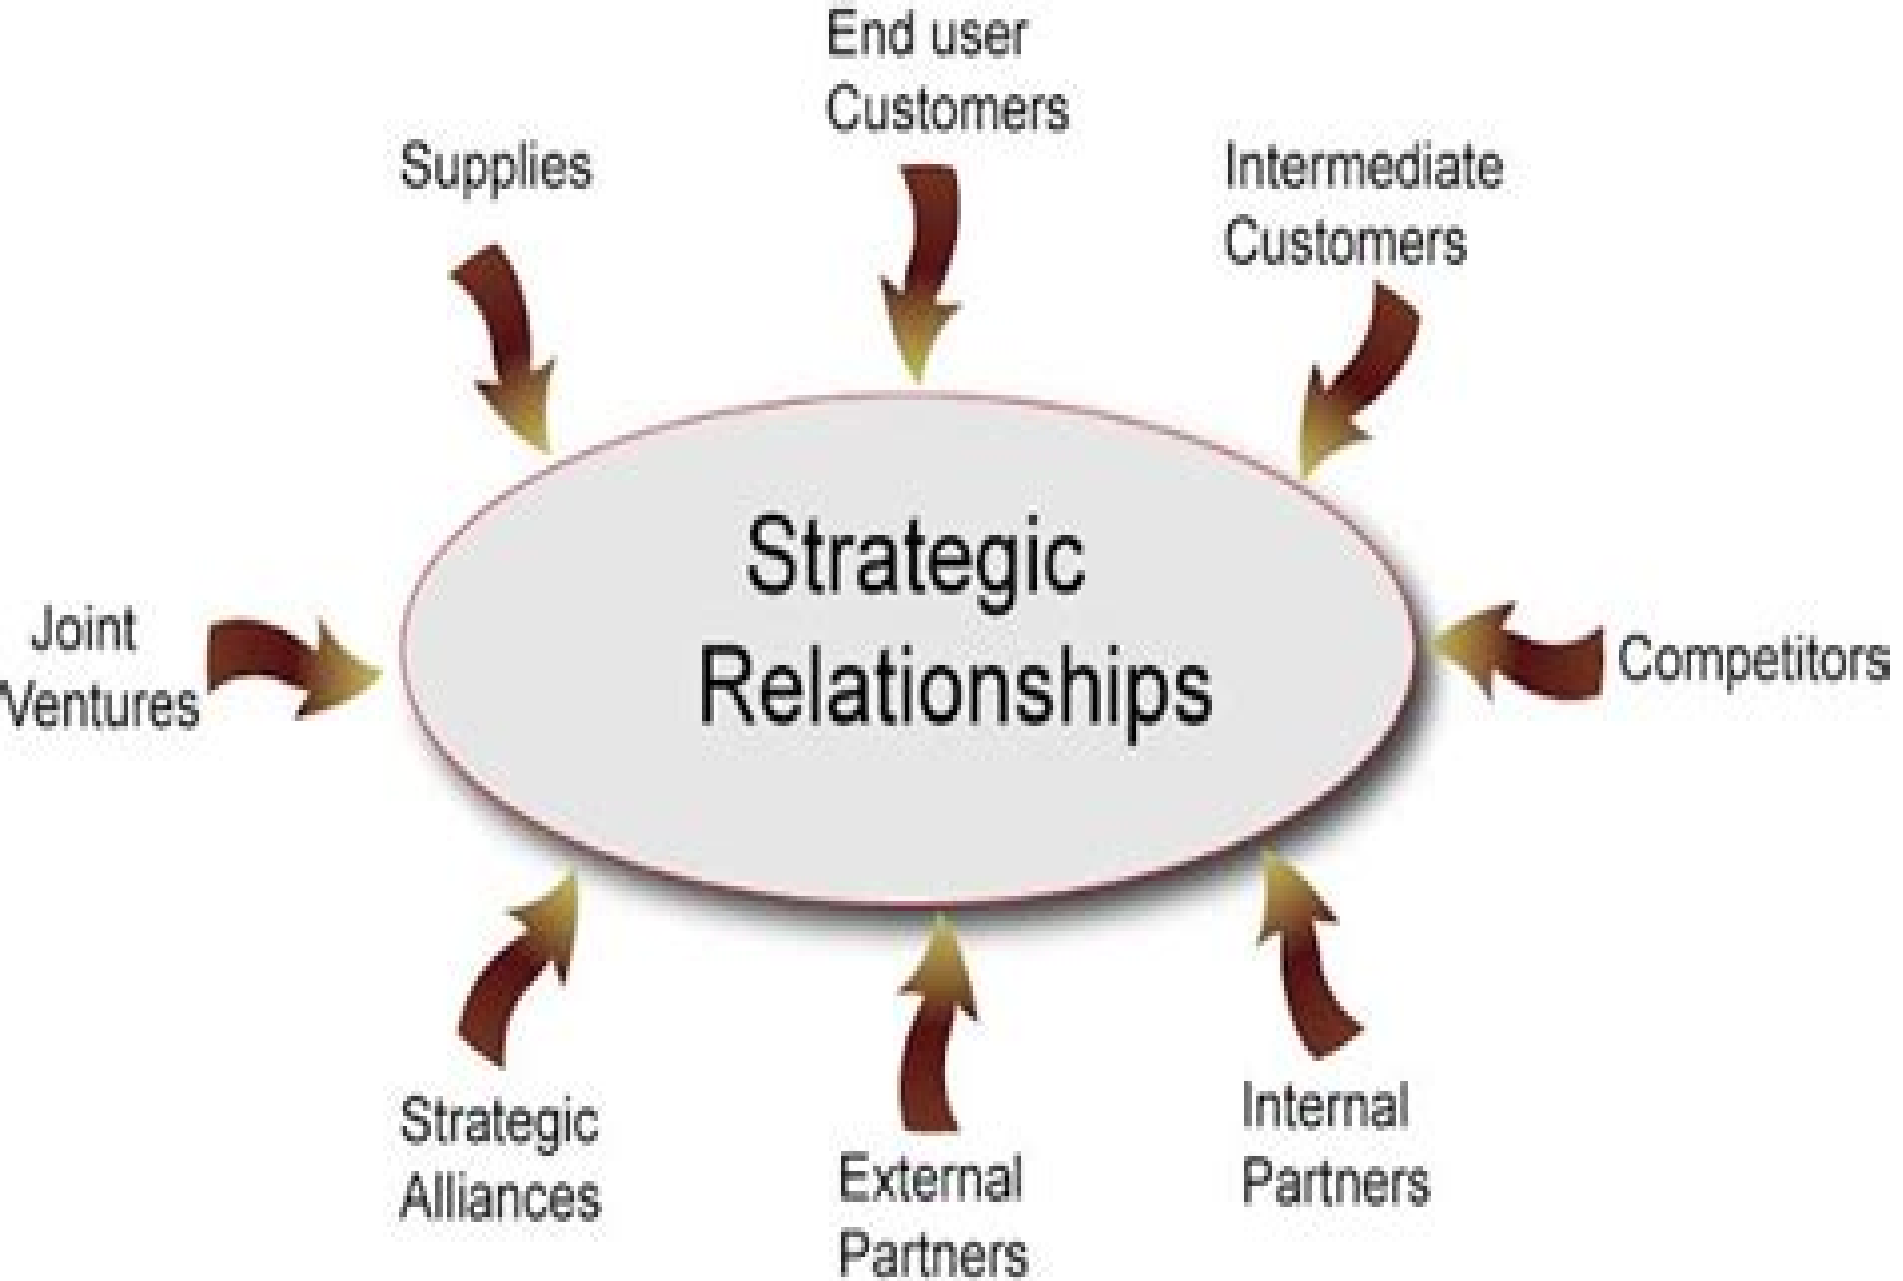 End user
Customers
Supplies
Intermediate
Customers
Strategic
Relationships
Joint
Ventures
Competitors
Strategic
Alliances
External
Partners
Internal
Partners